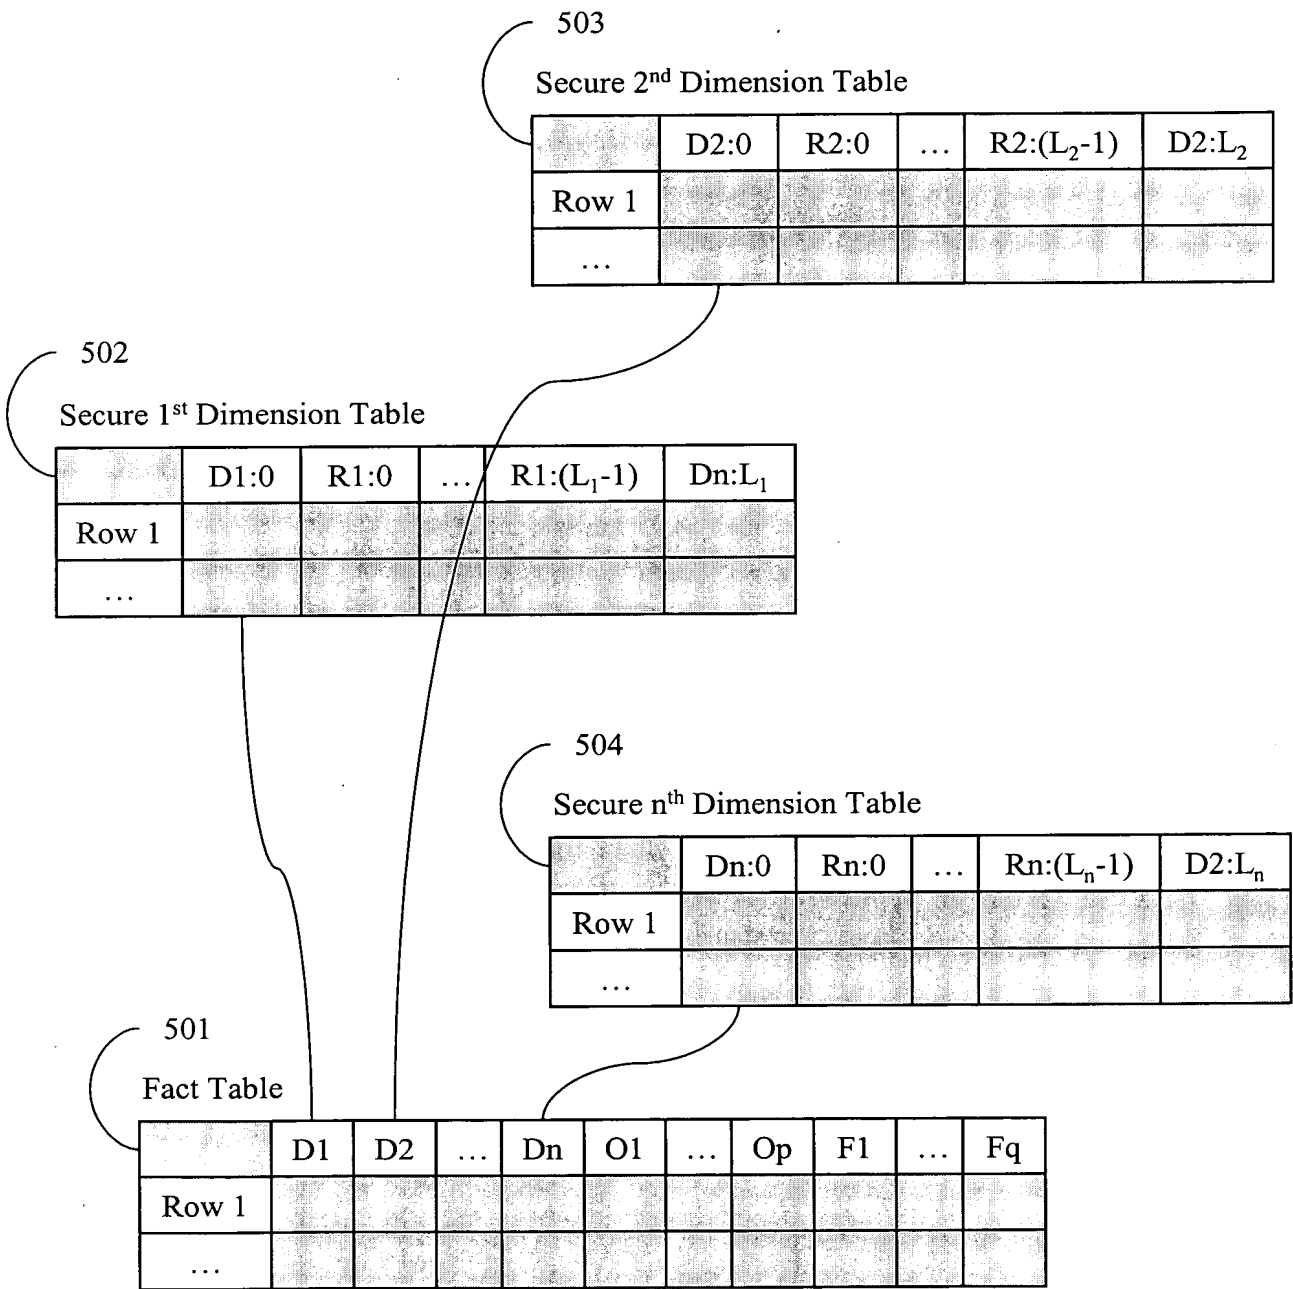 503
Secure 2nd Dimension Table
D2:0 R2:0 … R2:(L2-1) D2:L2
Row 1
…
502
Secure 1st Dimension Table
D1:0 R1:0 … R1:(L1-1) Dn:L1
Row 1
…
504
Secure nth Dimension Table
Dn:0 Rn:0 … Rn:(Ln-1) D2:Ln
Row 1
…
501
Fact Table
D1 D2 … Dn O1 … Op F1 … Fq
Row 1
…